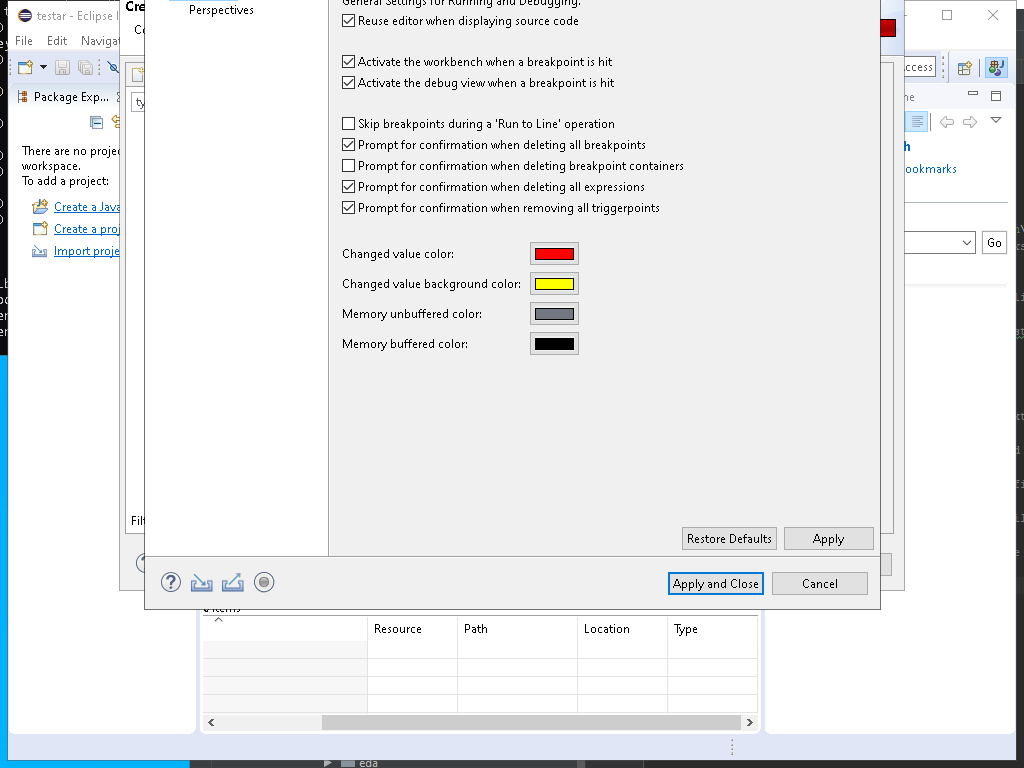 testar - Eclipse I
Cre
File Edit Navigat
Package Exp...
There are no proje
workspace.
To add a project:
Create a Java
Create a proj
Import proje
Perspectives
General Settings for Running and Debugging.
Reuse editor when displaying source code
Activate the workbench when a breakpoint is hit
Activate the debug view when a breakpoint is hit
Skip breakpoints during a 'Run to Line' operation
Prompt for confirmation when deleting all breakpoints
Prompt for confirmation when deleting breakpoint containers
Prompt for confirmation when deleting all expressions
Prompt for confirmation when removing all triggerpoints
Changed value color:
Changed value background color:
Memory unbuffered color:
Memory buffered color:
Restore Defaults Apply
Apply and Close Cancel
ccess
ne
h
ookmarks
Go
Filt
Resource Path Location Type
eda